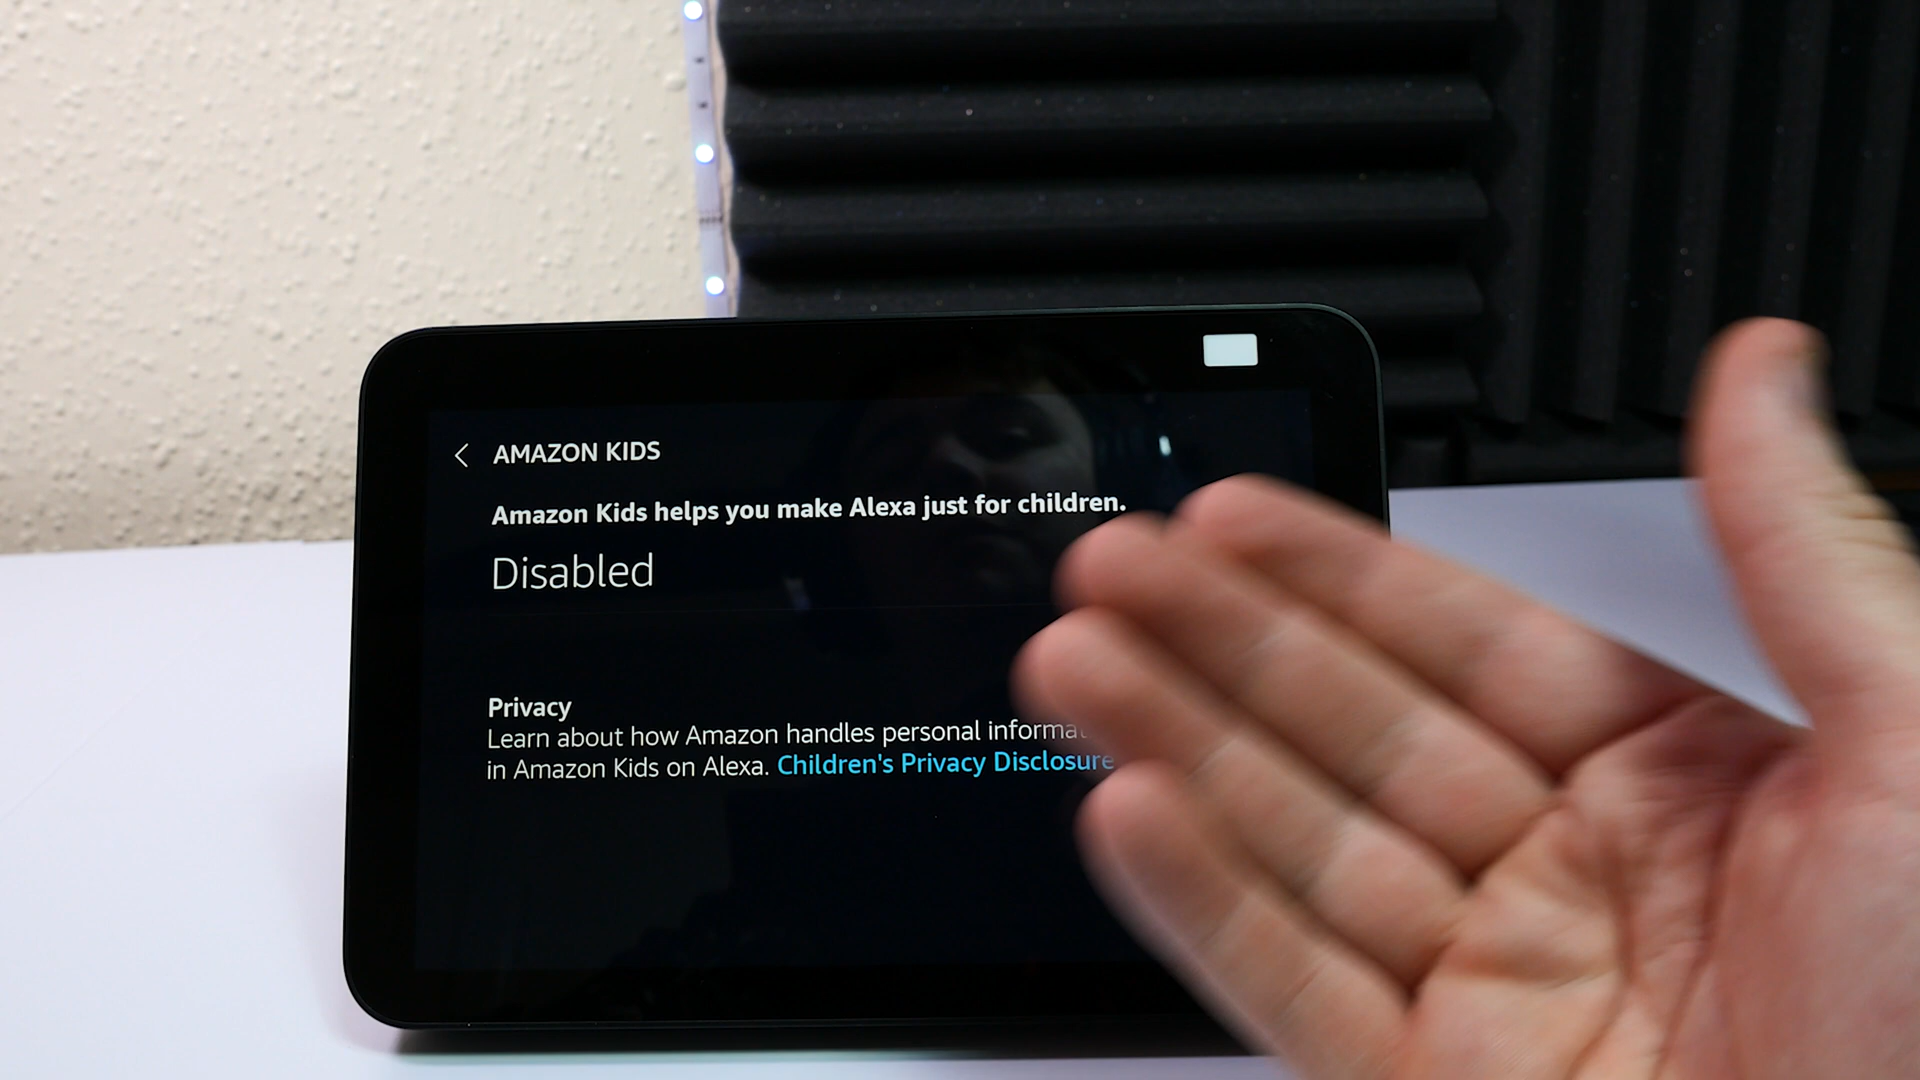 AMAZON KIDS
Amazon Kids helps you make Alexa just for children.
Disabled
Privacy
Learn about how Amazon handles personal
in Amazon Kids on Alexa. Children's Privacy Disclosure